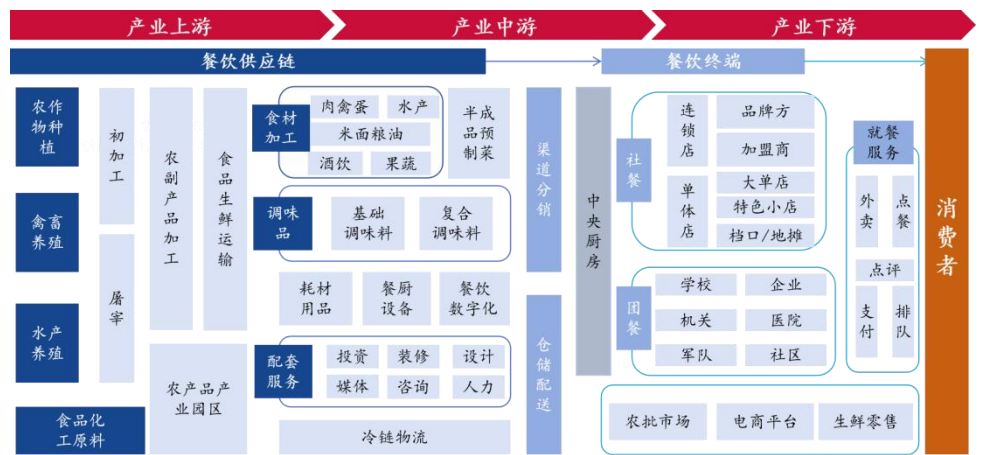 产业上游
产业中游
产业下游
餐饮供应链
餐饮终端
农作
物种
植
禽畜
养殖
水产
养殖
食品化
工原料
初加工
屠宰
农副产品加工
食品生鲜运输
农产品产
业园区
食材
加工
肉禽蛋
水产
米面粮油
酒饮
果蔬
半成
品预
制菜
调味
品
基础
调味料
复合
调味料
耗材
用品
餐厨
设备
餐饮
数字化
配套
服务
投资
装修
设计
媒体
咨询
人力
冷链物流
渠道分销
仓储配送
中央厨房
社餐
连锁店
品牌方
加盟商
单体店
大单店
特色小店
档口/地摊
团餐
学校
企业
机关
医院
军队
社区
农批市场
电商平台
生鲜零售
就餐
服务
外卖
点餐
点评
支付
排队
消费者